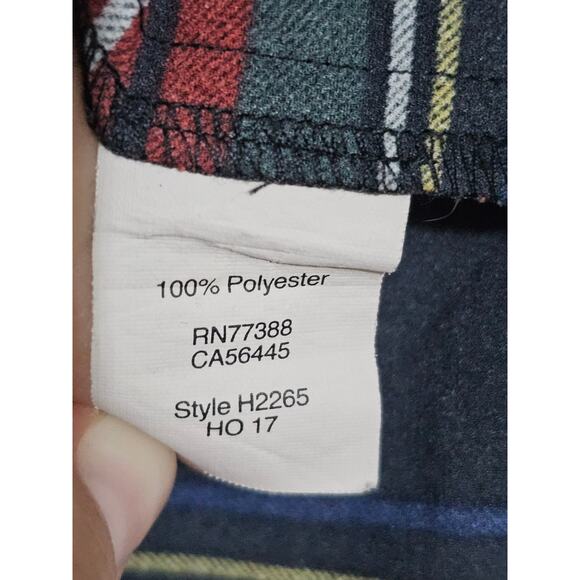 100% Polyester
RN77388
CA56445
Style H2265
HO 17